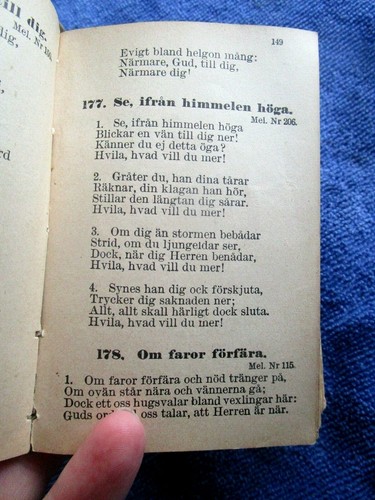 till dig.
Mel. Nr 106.
dig,
rd
149
Evigt bland helgon mång:
Närmare, Gud, till dig,
Närmare dig!
177. Se, ifrån himmelen höga.
Mel. Nr 206.
1. Se, ifrån himmelen höga
Blickar en vän till dig ner!
Känner du ej detta öga?
Hvila, hvad vill du mer!
2. Gråter du, han dina tårar
Räknar, din klagan han hör,
Stillar den längtan dig sårar.
Hvila, hvad vill du mer!
3. Om dig än stormen bebådar
Strid, om du ljungeldar ser,
Dock, när dig Herren benådar,
Hvila, hvad vill du mer!
4. Synes han dig ock förskjuta,
Trycker dig saknaden ner;
Allt, allt skall härligt dock sluta.
Hvila, hvad vill du mer!
178. Om faror förfära.
Mel. Nr 115.
1. Om faror förfära och nöd tränger på,
Om ovän står nära och vännerna gå;
Dock ett oss hugsvalar bland vexlingar här:
Guds oss talar, att Herren är när.